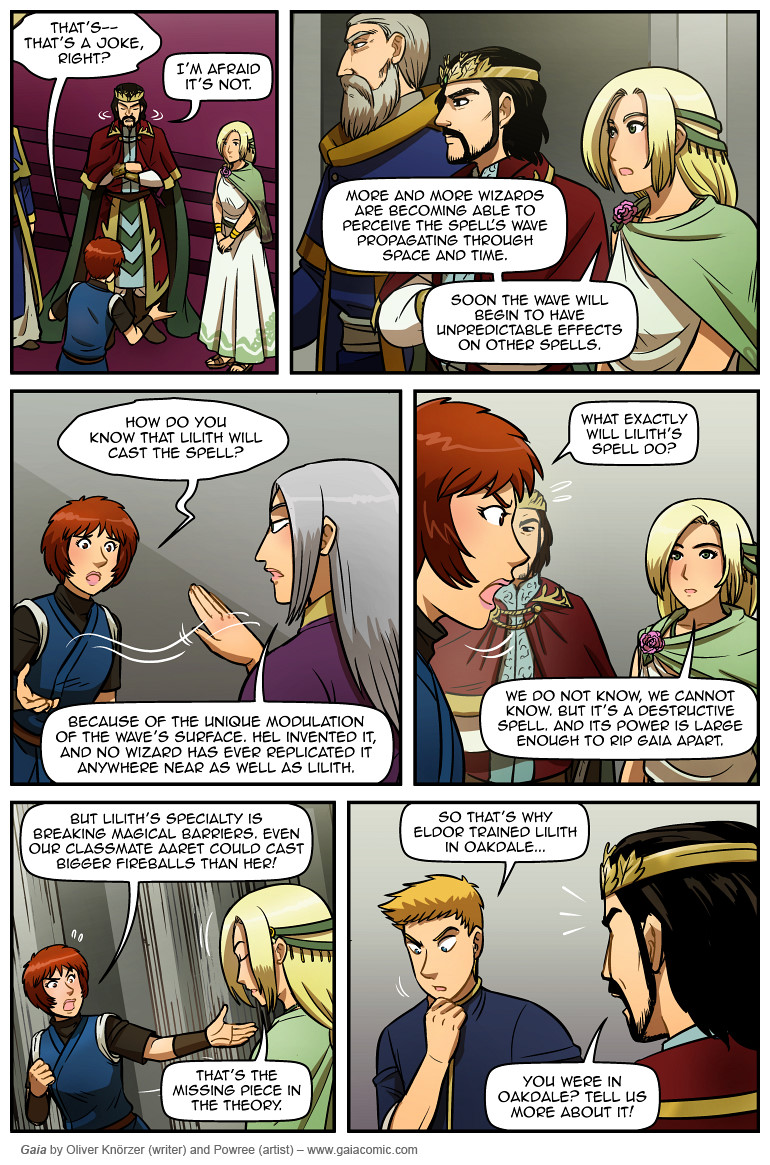 THAT'S--
THAT'S A JOKE,
RIGHT?
I'M AFRAID
IT'S NOT.
MORE AND MORE WIZARDS
ARE BECOMING ABLE TO
PERCEIVE THE SPELL'S WAVE
PROPAGATING THROUGH
SPACE AND TIME.
SOON THE WAVE WILL
BEGIN TO HAVE
UNPREDICTABLE EFFECTS
ON OTHER SPELLS.
HOW DO YOU
KNOW THAT LILITH WILL
CAST THE SPELL?
BECAUSE OF THE UNIQUE MODULATION
OF THE WAVE'S SURFACE. HEL INVENTED IT,
AND NO WIZARD HAS EVER REPLICATED IT
ANYWHERE NEAR AS WELL AS LILITH.
WHAT EXACTLY
WILL LILITH'S
SPELL DO?
WE DO NOT KNOW, WE CANNOT
KNOW. BUT IT'S A DESTRUCTIVE
SPELL. AND ITS POWER IS LARGE
ENOUGH TO RIP GAIA APART.
BUT LILITH'S SPECIALTY IS
BREAKING MAGICAL BARRIERS. EVEN
OUR CLASSMATE AARET COULD CAST
BIGGER FIREBALLS THAN HER!
THAT'S THE
MISSING PIECE IN
THE THEORY.
SO THAT'S WHY
ELDOR TRAINED LILITH
IN OAKDALE...
YOU WERE IN
OAKDALE? TELL US
MORE ABOUT IT!
Gaia by Oliver Knörzer (writer) and Powree (artist) – www.gaiacomic.com